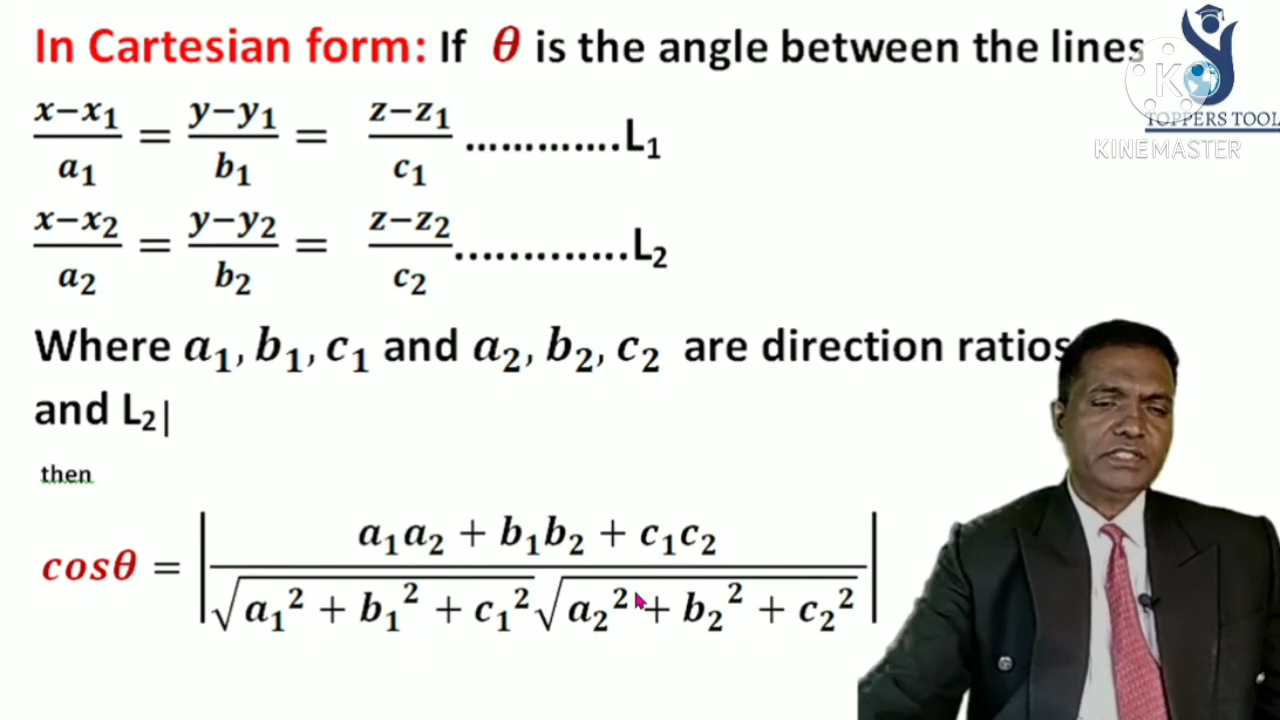 In Cartesian form: If θ is the angle between the lines
x−x₁/a₁ = y−y₁/b₁ = z−z₁/c₁ .............L₁
x−x₂/a₂ = y−y₂/b₂ = z−z₂/c₂ .............L₂
Where a₁, b₁, c₁ and a₂, b₂, c₂ are direction ratios
and L₂|
then
cosθ = |a₁a₂ + b₁b₂ + c₁c₂ / √(a₁² + b₁² + c₁²) √(a₂² + b₂² + c₂²)|
TOPPERS TOOL
K
KINEMASTER